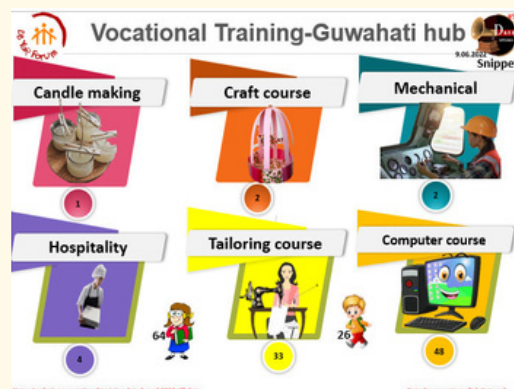 Vocational Training-Guwahati hub
9.06.2022
Snippe
Candle making
Craft course
Mechanical
1
2
2
Hospitality
Tailoring course
Computer course
64
26
4
33
48